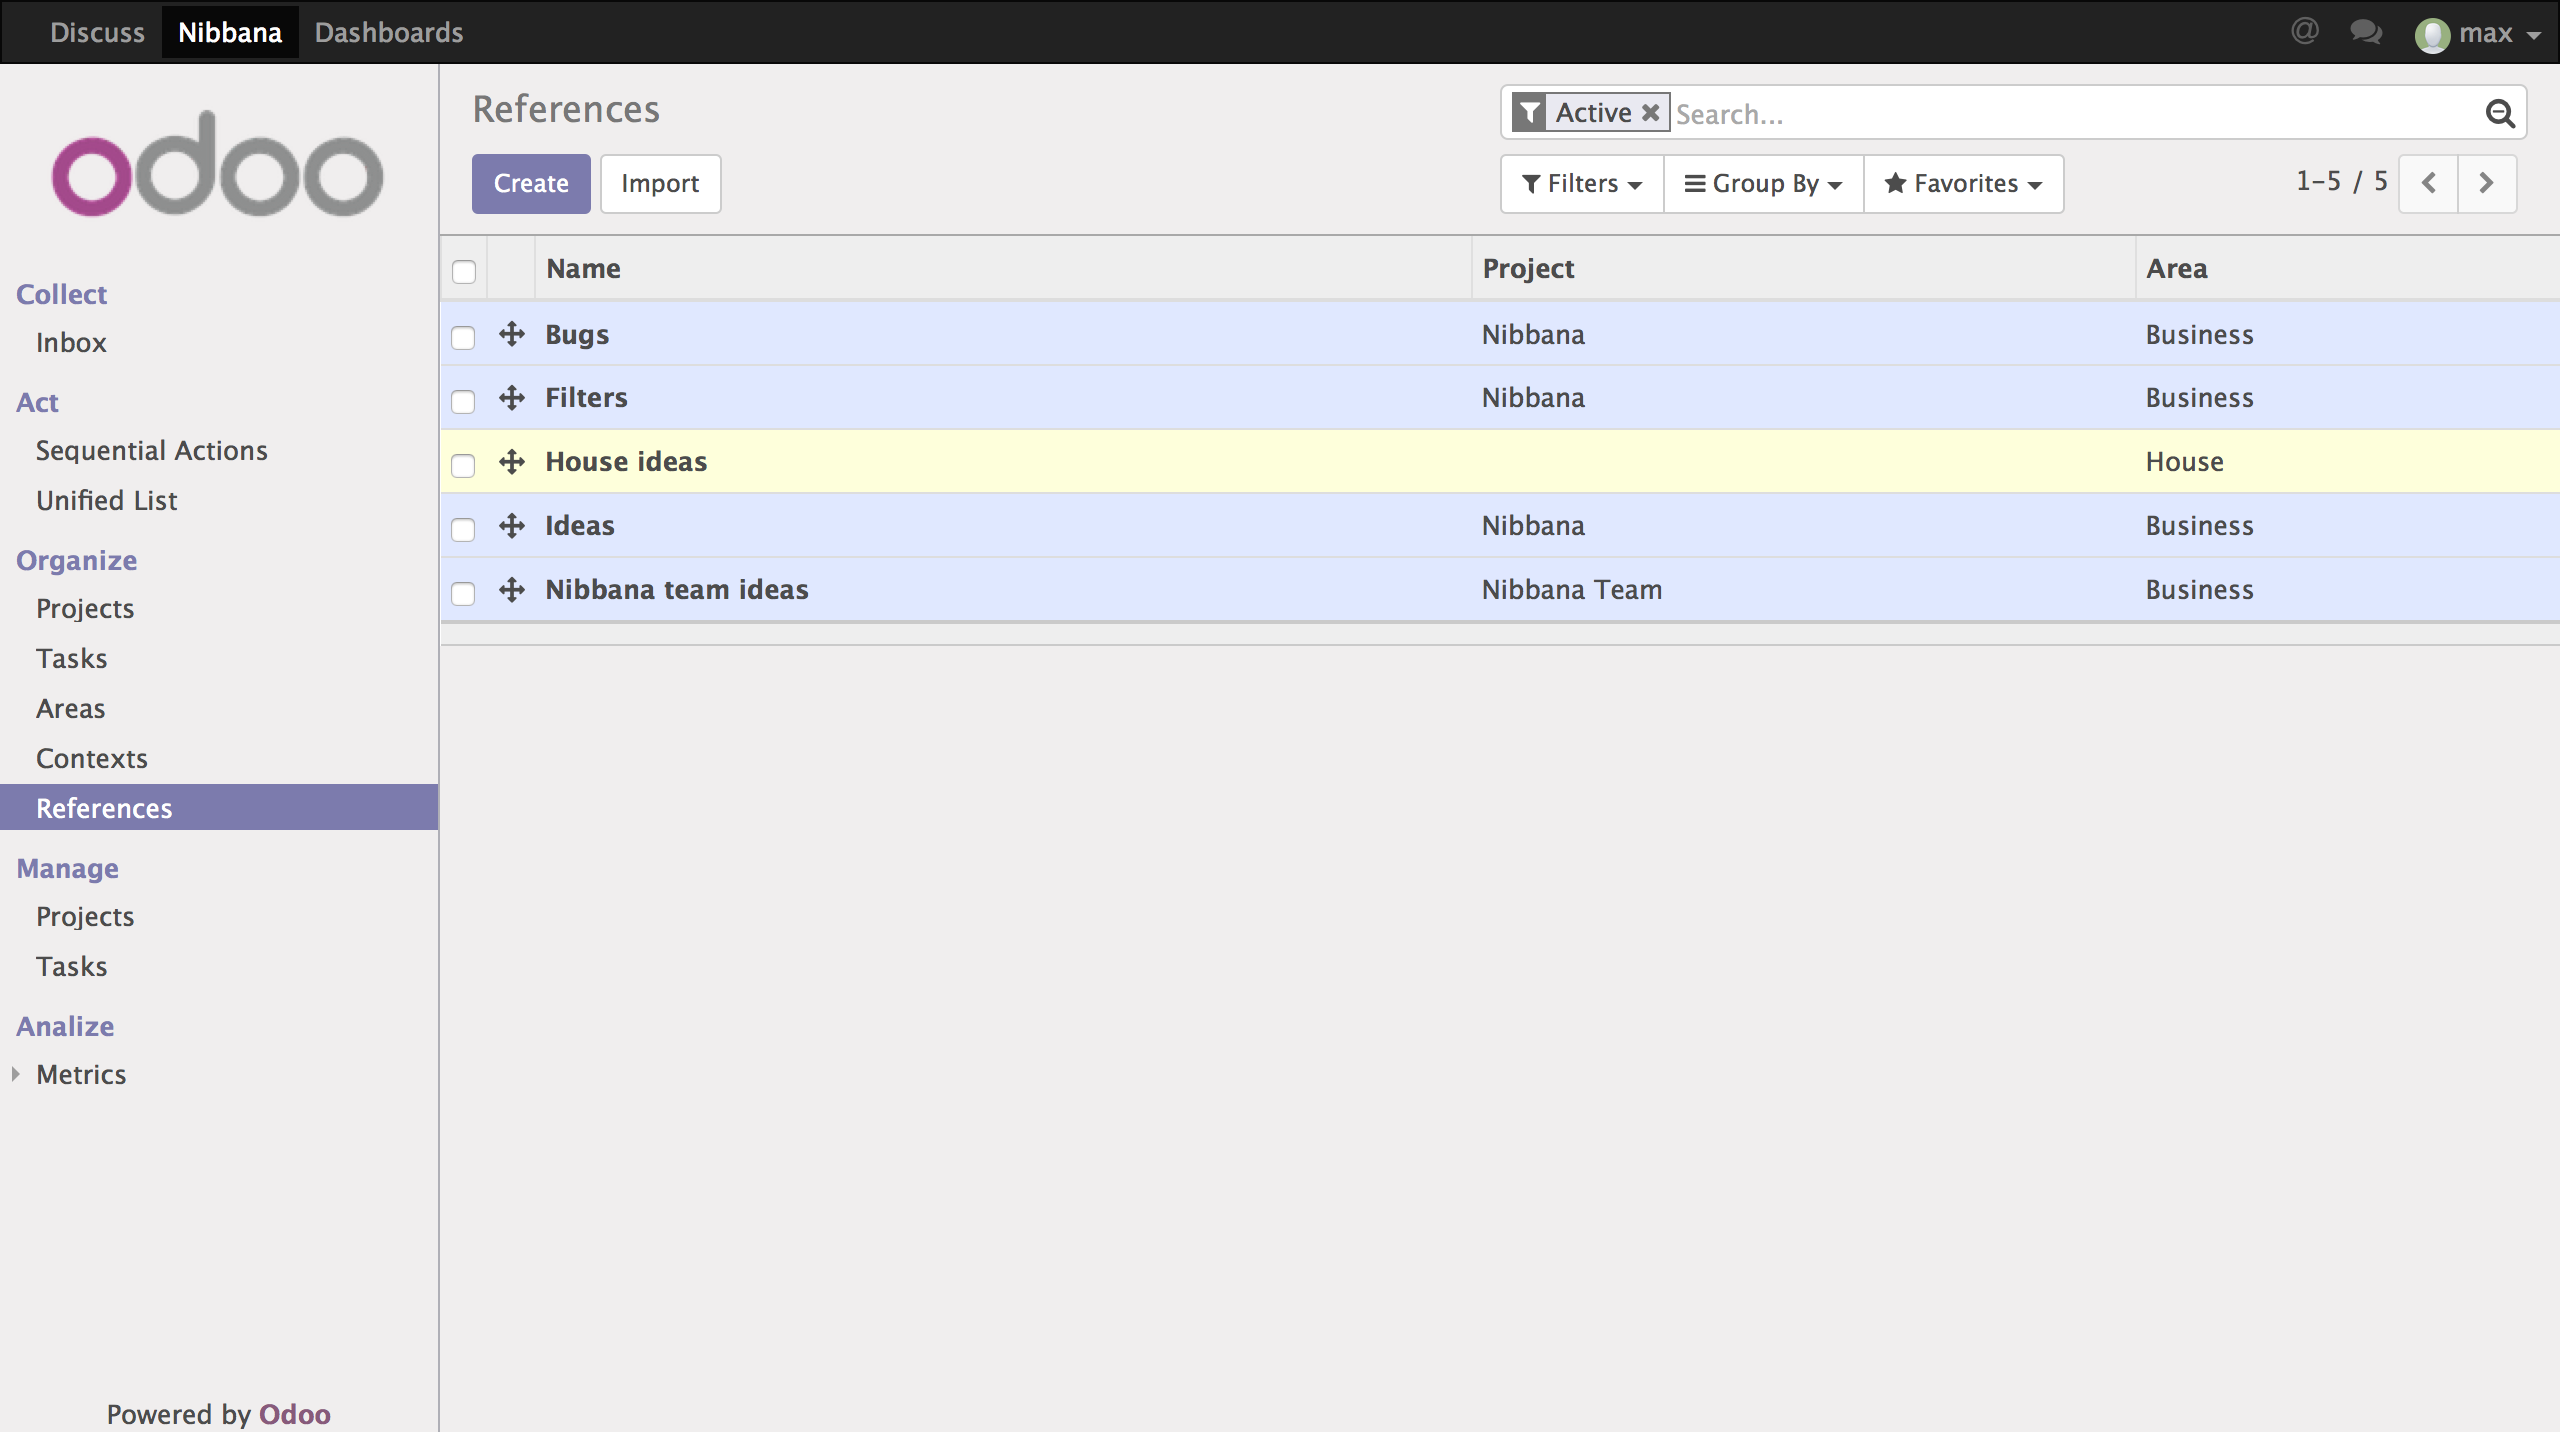 Discuss Nibbana Dashboards @ max
odoo
Collect
Inbox
Act
Sequential Actions
Unified List
Organize
Projects
Tasks
Areas
Contexts
References
Manage
Projects
Tasks
Analize
Metrics
Powered by Odoo
References
Active Search...
Create Import
Filters Group By Favorites 1-5 / 5
Name Project Area
Bugs Nibbana Business
Filters Nibbana Business
House ideas House
Ideas Nibbana Business
Nibbana team ideas Nibbana Team Business